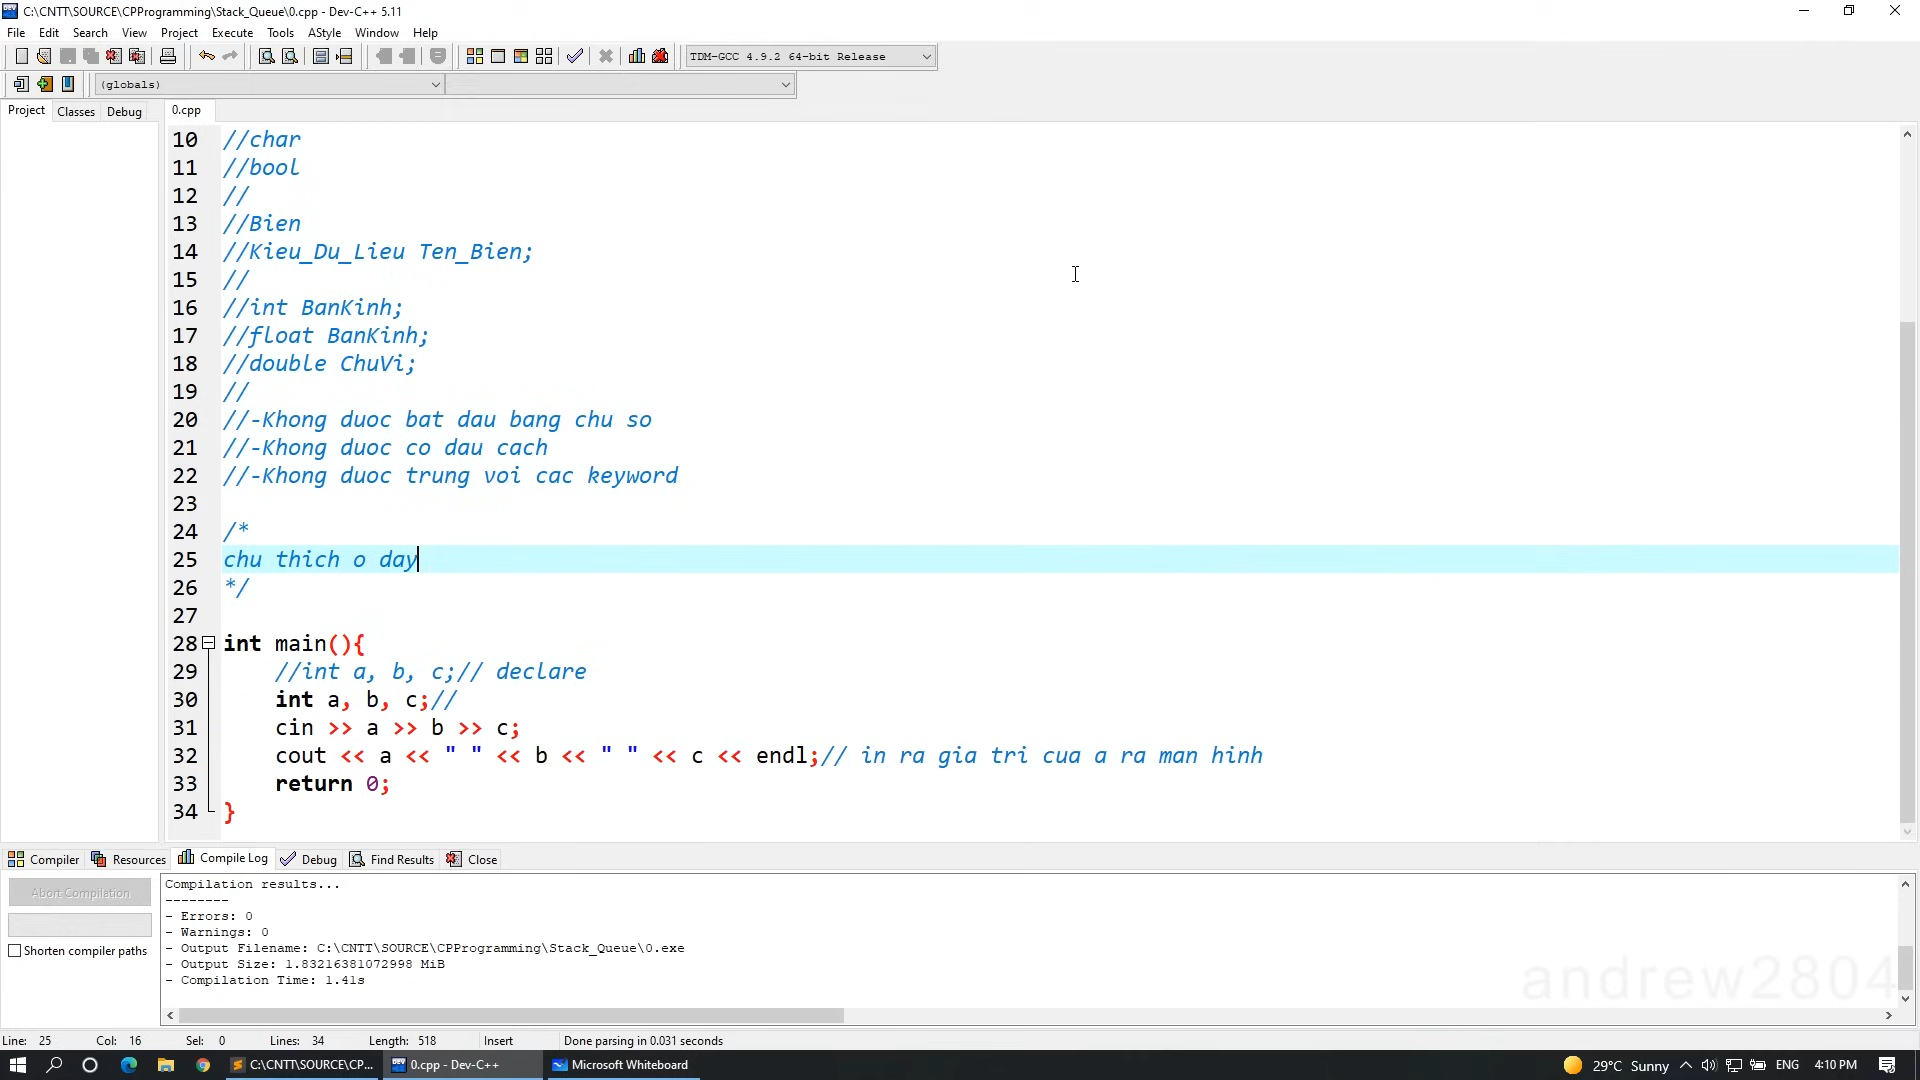 C:\CNTT\SOURCE\CPProgramming\Stack_Queue\0.cpp - Dev-C++ 5.11
File Edit Search View Project Execute Tools AStyle Window Help
TDM-GCC 4.9.2 64-bit Release
(globals)
Project Classes Debug 0.cpp
10 //char
11 //bool
12 //
13 //Bien
14 //Kieu_Du_Lieu Ten_Bien;
15 //
16 //int BanKinh;
17 //float BanKinh;
18 //double ChuVi;
19 //
20 //-Khong duoc bat dau bang chu so
21 //-Khong duoc co dau cach
22 //-Khong duoc trung voi cac keyword
23
24 /*
25 chu thich o day
26 */
27
28 int main(){
29 //int a, b, c;// declare
30 int a, b, c;//
31 cin >> a >> b >> c;
32 cout << a << " " << b << " " << c << endl;// in ra gia tri cua a ra man hinh
33 return 0;
34 }
Compiler Resources Compile Log Debug Find Results Close
Abort Compilation
Shorten compiler paths
Compilation results...
--------
- Errors: 0
- Warnings: 0
- Output Filename: C:\CNTT\SOURCE\CPProgramming\Stack_Queue\0.exe
- Output Size: 1.83216381072998 MiB
- Compilation Time: 1.41s
andrew2804
Line: 25 Col: 16 Sel: 0 Lines: 34 Length: 518 Insert Done parsing in 0.031 seconds
C:\CNTT\SOURCE\CP... 0.cpp - Dev-C++ Microsoft Whiteboard 29°C Sunny ENG 4:10 PM